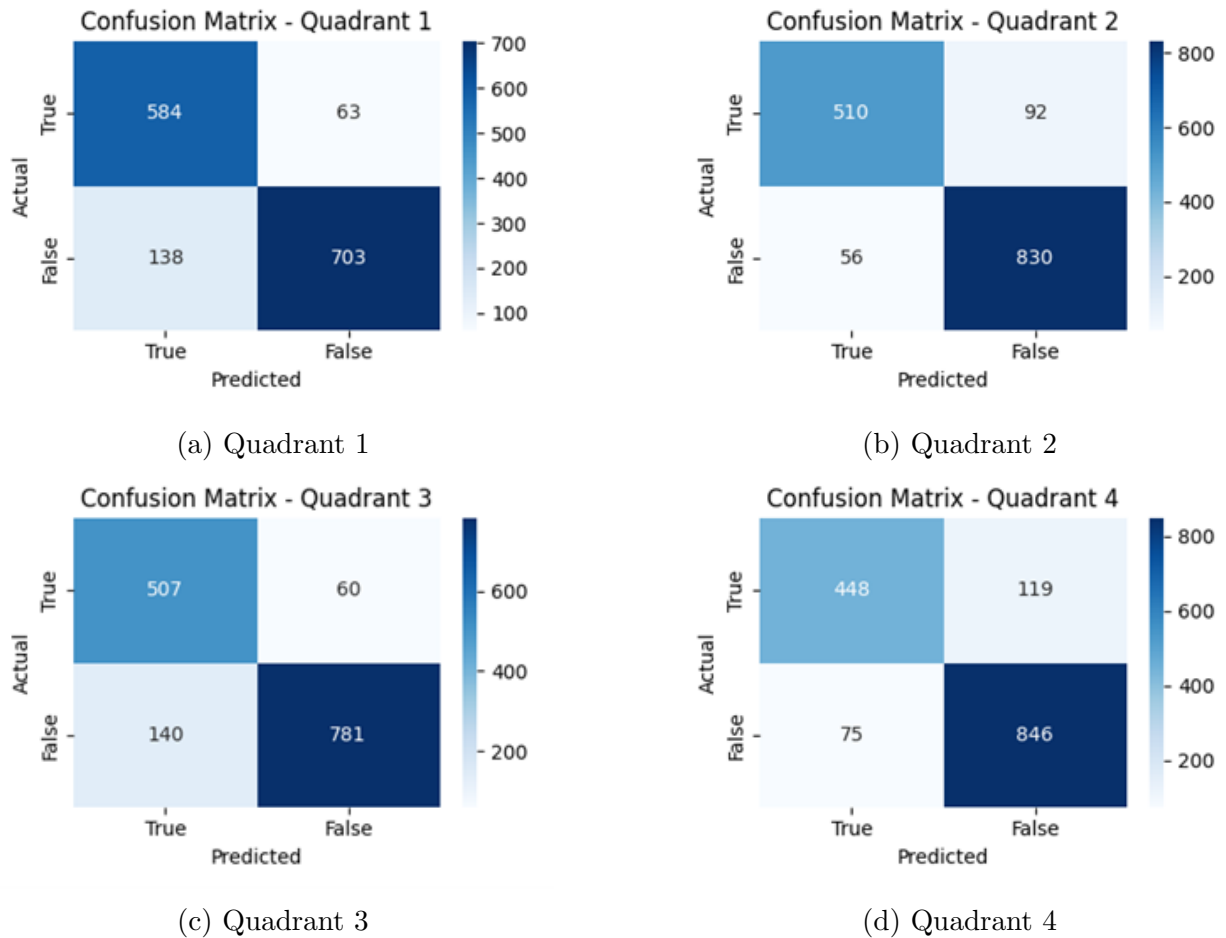 Confusion Matrix - Quadrant 1
700
600
500
400
300
200
100
True
False
Actual
584 63
138 703
True False
Predicted
(a) Quadrant 1
Confusion Matrix - Quadrant 2
800
600
400
200
True
False
Actual
510 92
56 830
True False
Predicted
(b) Quadrant 2
Confusion Matrix - Quadrant 3
600
400
200
True
False
Actual
507 60
140 781
True False
Predicted
(c) Quadrant 3
Confusion Matrix - Quadrant 4
800
600
400
200
True
False
Actual
448 119
75 846
True False
Predicted
(d) Quadrant 4